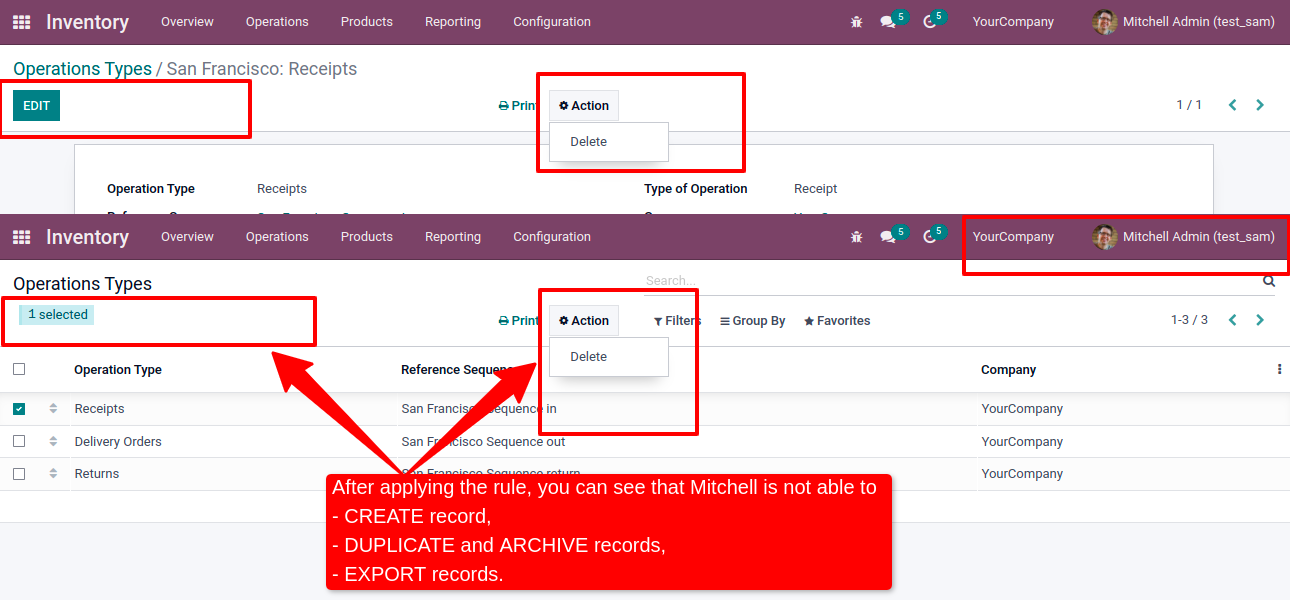 Inventory Overview Operations Products Reporting Configuration 5 5 YourCompany Mitchell Admin (test_sam)
Operations Types / San Francisco: Receipts
EDIT Print Action 1 / 1
Delete
Operation Type Receipts Type of Operation Receipt
Inventory Overview Operations Products Reporting Configuration 5 5 YourCompany Mitchell Admin (test_sam)
Operations Types Search...
1 selected Print Action Filters Group By Favorites 1-3 / 3
Delete
Operation Type Reference Sequence Company
Receipts San Francisco Sequence in YourCompany
Delivery Orders San Francisco Sequence out YourCompany
Returns San Francisco Sequence return YourCompany
After applying the rule, you can see that Mitchell is not able to
- CREATE record,
- DUPLICATE and ARCHIVE records,
- EXPORT records.